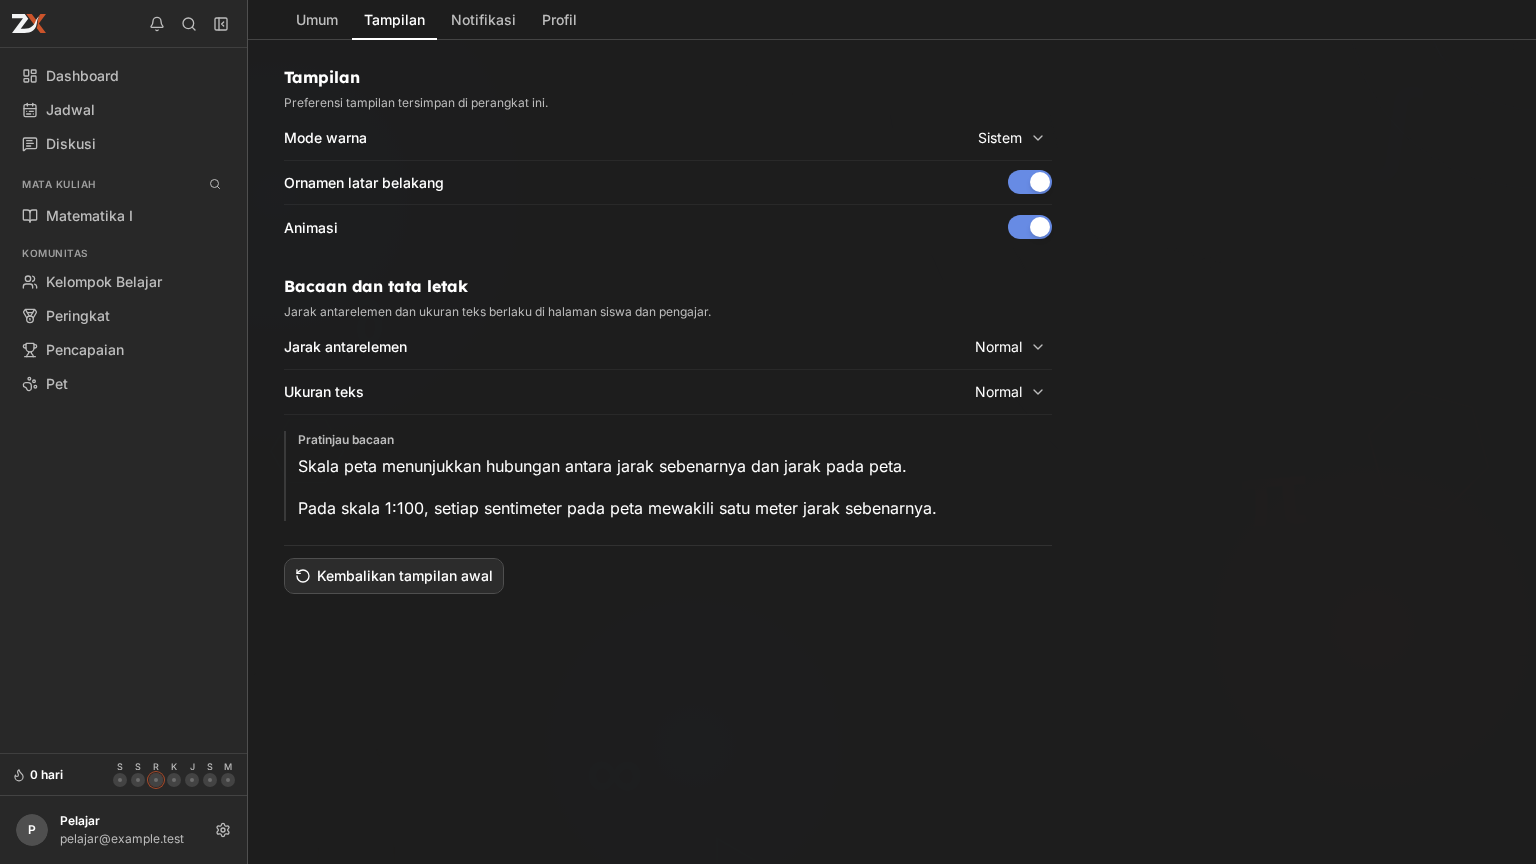 ZX
Dashboard
Jadwal
Diskusi
MATA KULIAH
Matematika I
KOMUNITAS
Kelompok Belajar
Peringkat
Pencapaian
Pet
0 hari
S S R K J S M
P
Pelajar
pelajar@example.test
Umum Tampilan Notifikasi Profil
Tampilan
Preferensi tampilan tersimpan di perangkat ini.
Mode warna Sistem
Ornamen latar belakang
Animasi
Bacaan dan tata letak
Jarak antarelemen dan ukuran teks berlaku di halaman siswa dan pengajar.
Jarak antarelemen Normal
Ukuran teks Normal
Pratinjau bacaan
Skala peta menunjukkan hubungan antara jarak sebenarnya dan jarak pada peta.
Pada skala 1:100, setiap sentimeter pada peta mewakili satu meter jarak sebenarnya.
Kembalikan tampilan awal